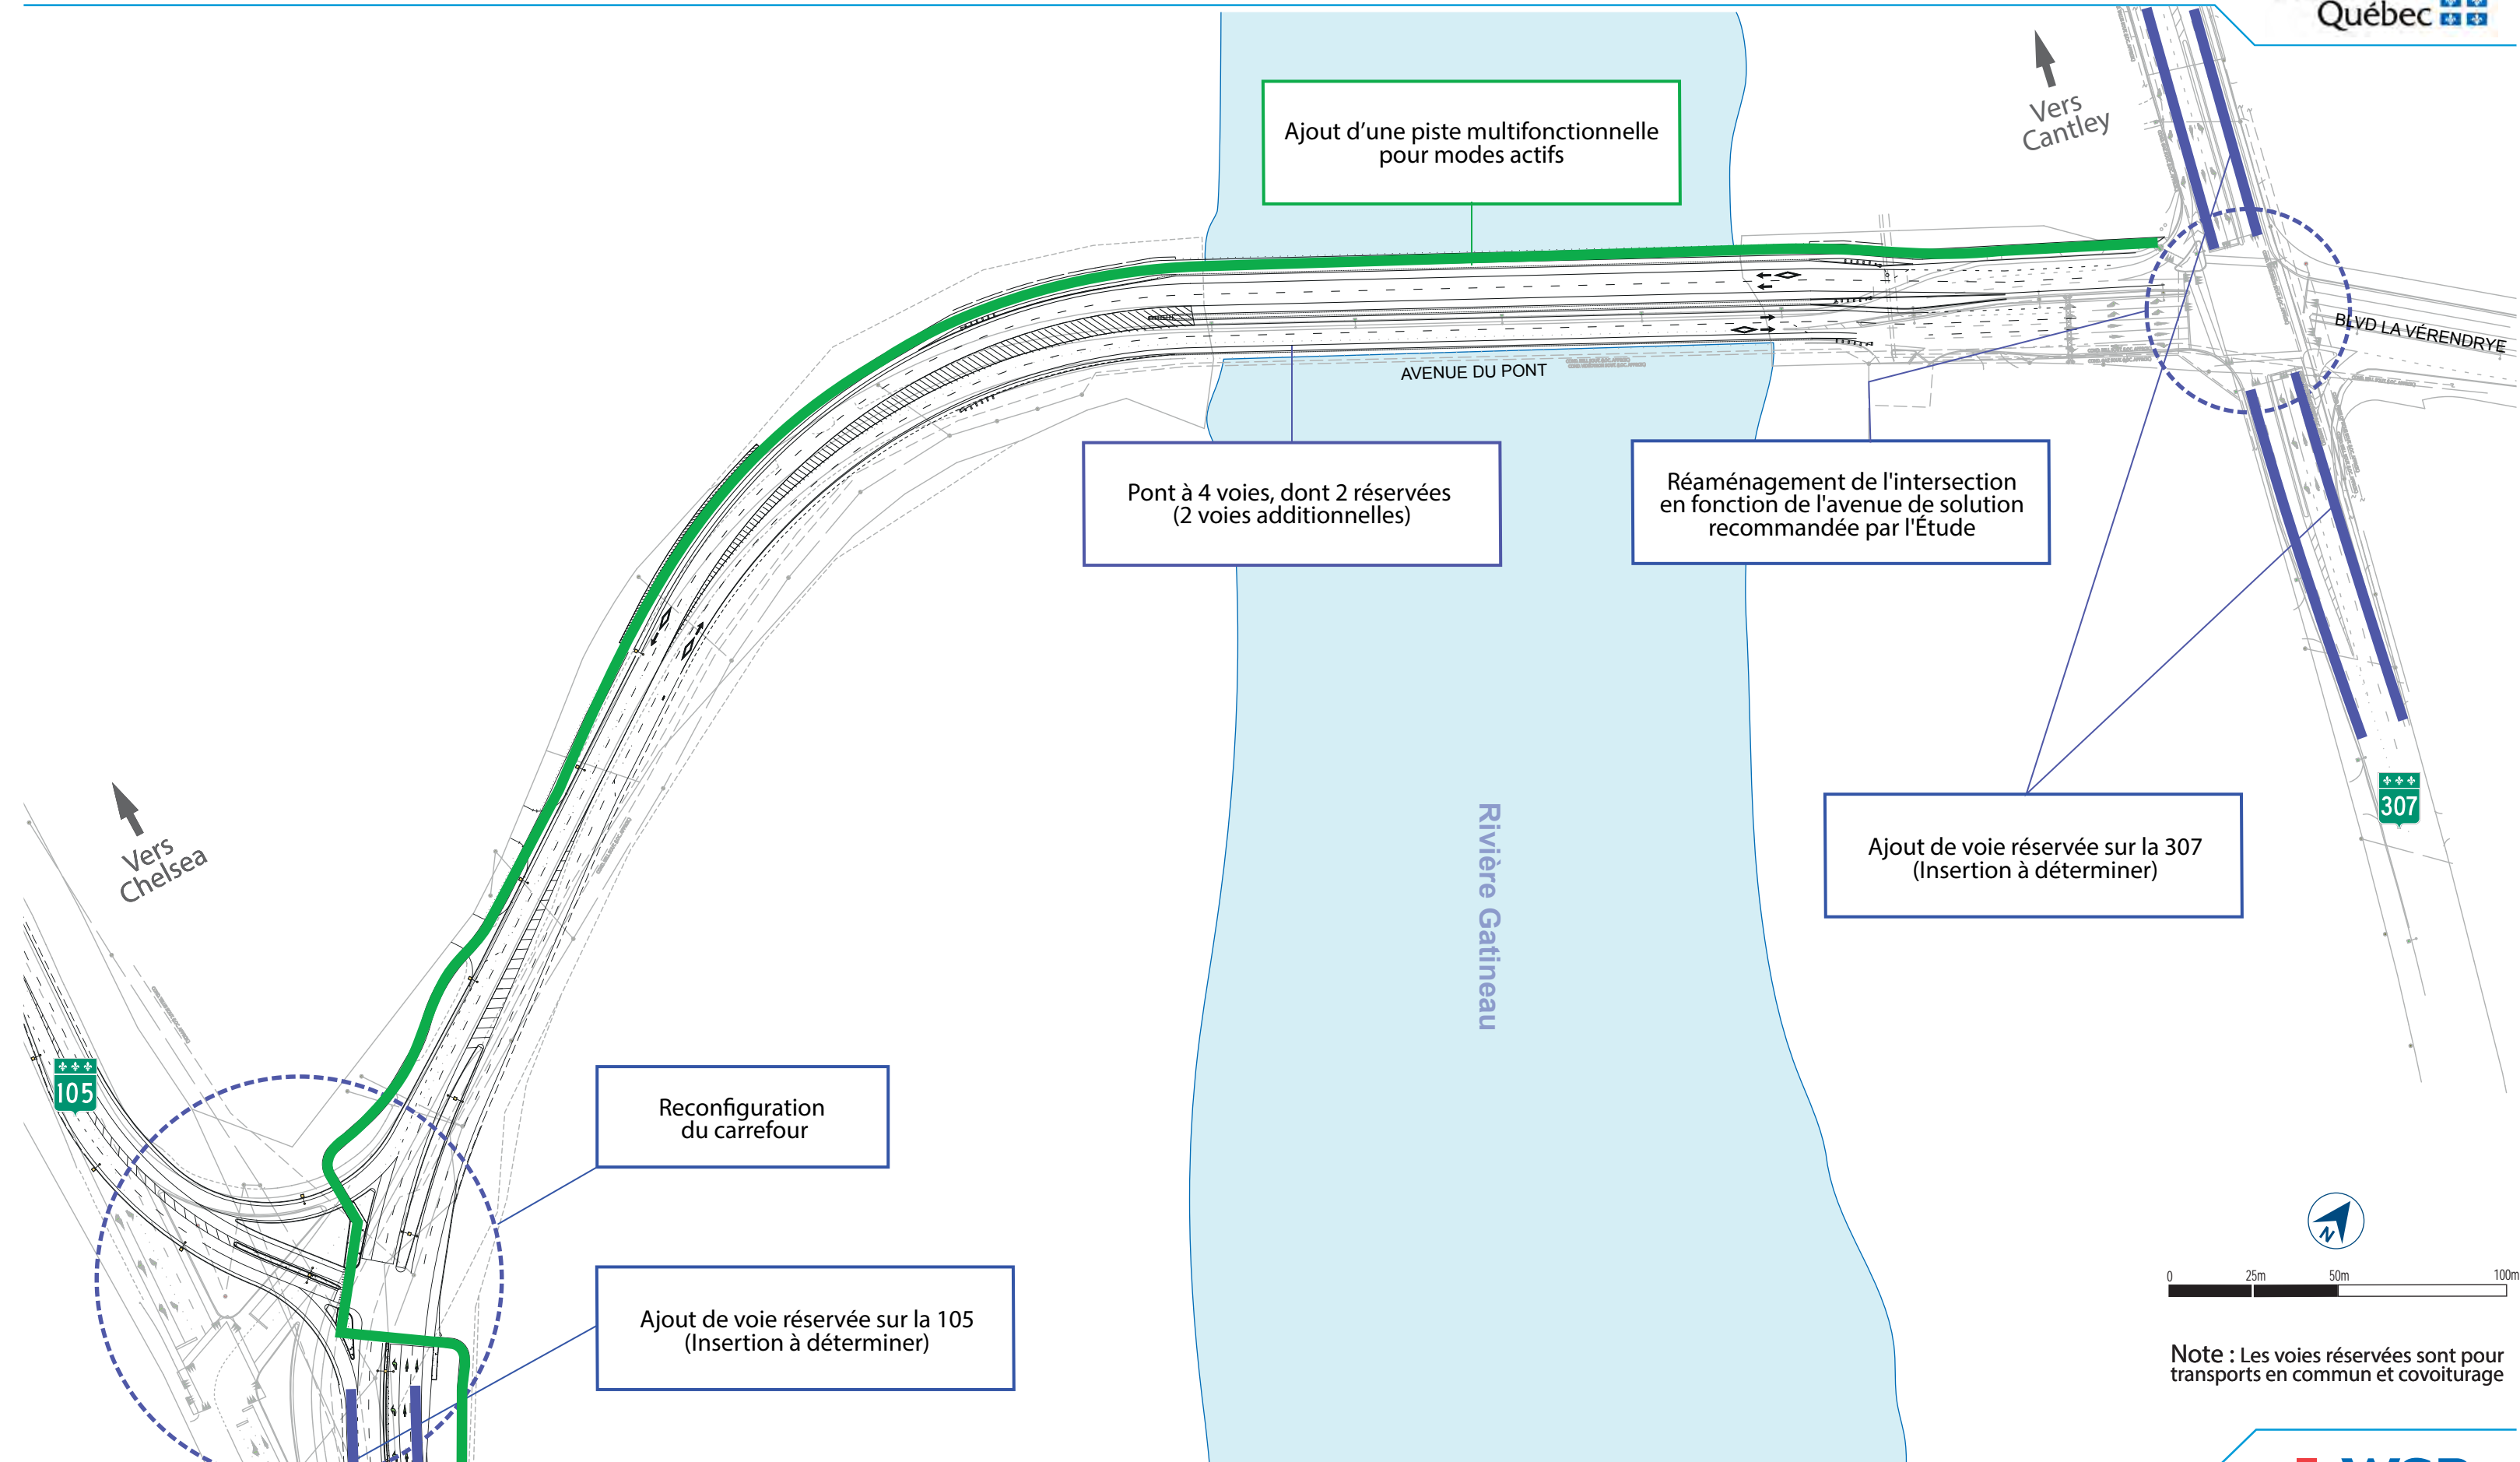 Québec
Ajout d’une piste multifonctionnelle
pour modes actifs
Vers
Cantley
BLVD LA VÉRENDRYE
AVENUE DU PONT
Pont à 4 voies, dont 2 réservées
(2 voies additionnelles)
Réaménagement de l'intersection
en fonction de l'avenue de solution
recommandée par l'Étude
Vers
Chelsea
Rivière Gatineau
307
Ajout de voie réservée sur la 307
(Insertion à déterminer)
105
Reconfiguration
du carrefour
Ajout de voie réservée sur la 105
(Insertion à déterminer)
N
0 25m 50m 100m
Note : Les voies réservées sont pour
transports en commun et covoiturage